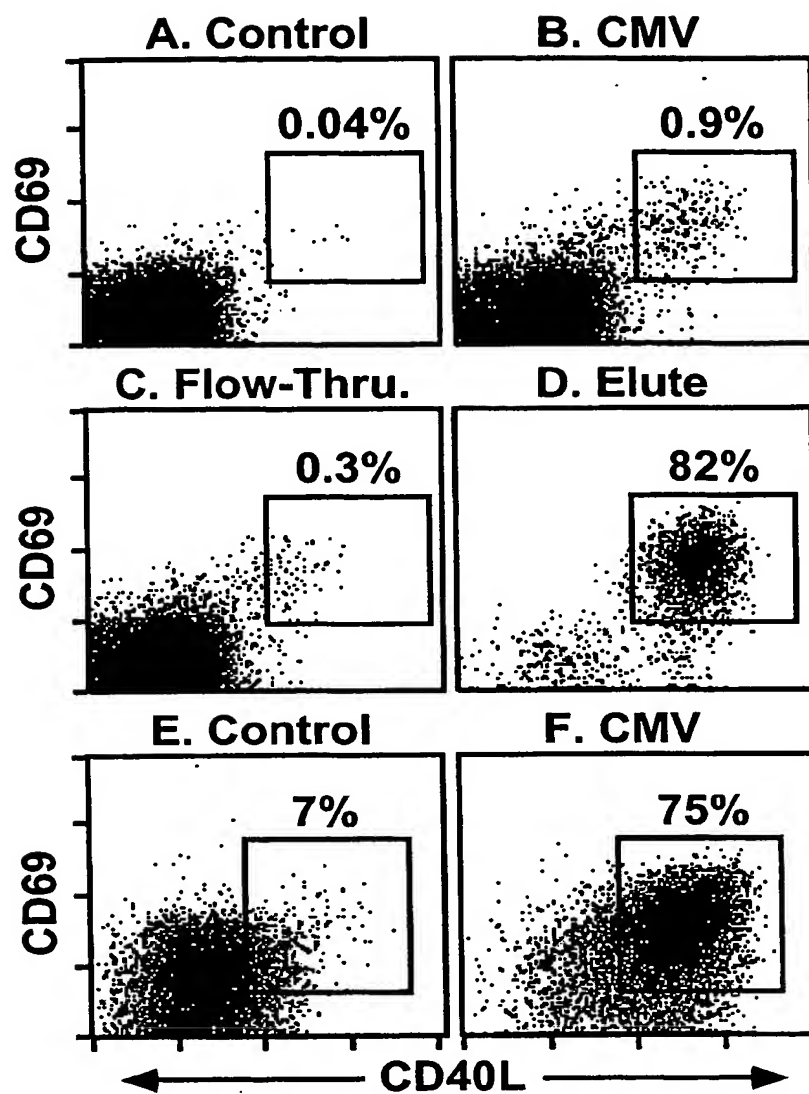 A. Control
B. CMV
0.04%
0.9%
CD69
C. Flow-Thru.
D. Elute
0.3%
82%
CD69
E. Control
F. CMV
7%
75%
CD69
CD40L